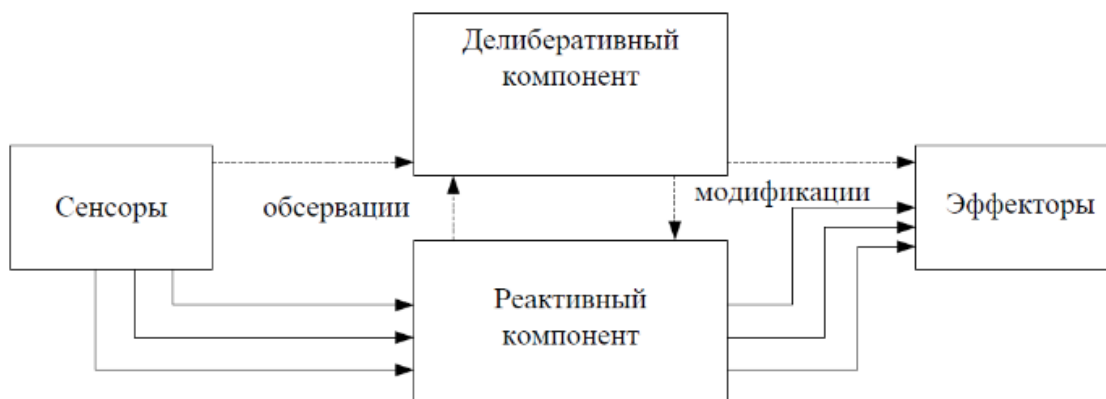 Делиберативный
компонент
Сенсоры
обсервации
модификации
Эффекторы
Реактивный
компонент